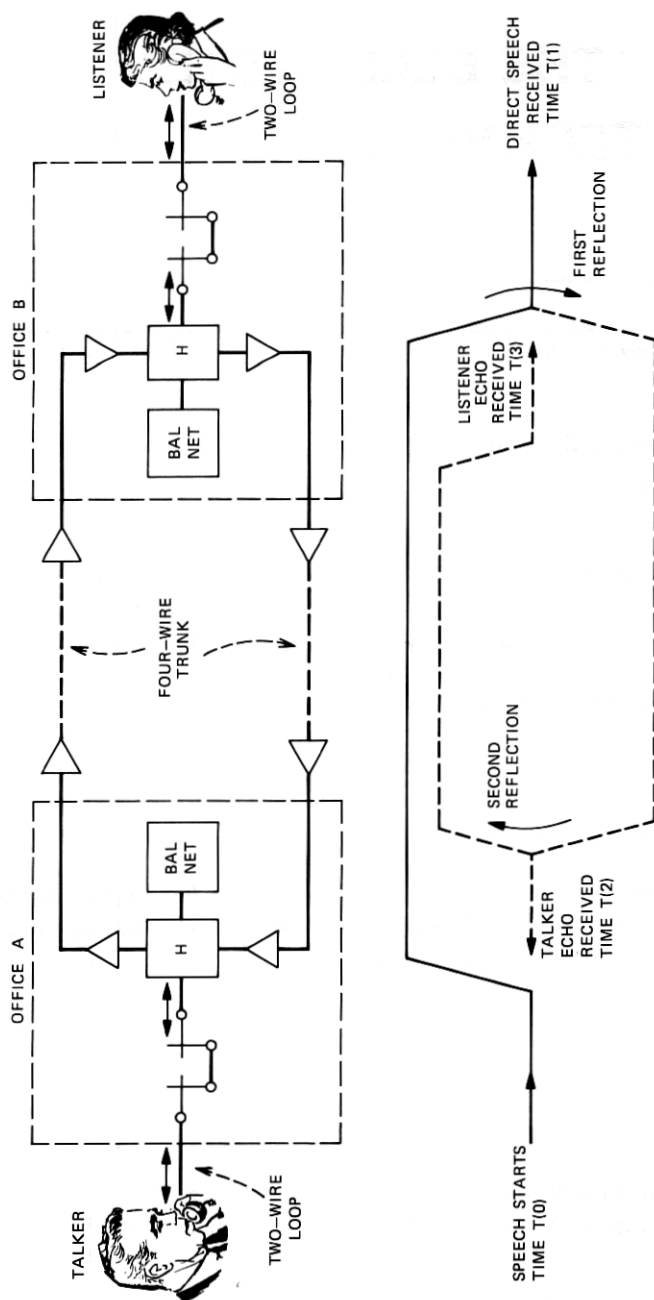 TALKER
OFFICE A
OFFICE B
LISTENER
BAL
NET
H
H
BAL
NET
FOUR-WIRE
TRUNK
TWO-WIRE
LOOP
TWO-WIRE
LOOP
SPEECH STARTS
TIME T(0)
TALKER
ECHO
RECEIVED
TIME T(2)
SECOND
REFLECTION
LISTENER
ECHO
RECEIVED
TIME T(3)
FIRST
REFLECTION
DIRECT SPEECH
RECEIVED
TIME T(1)